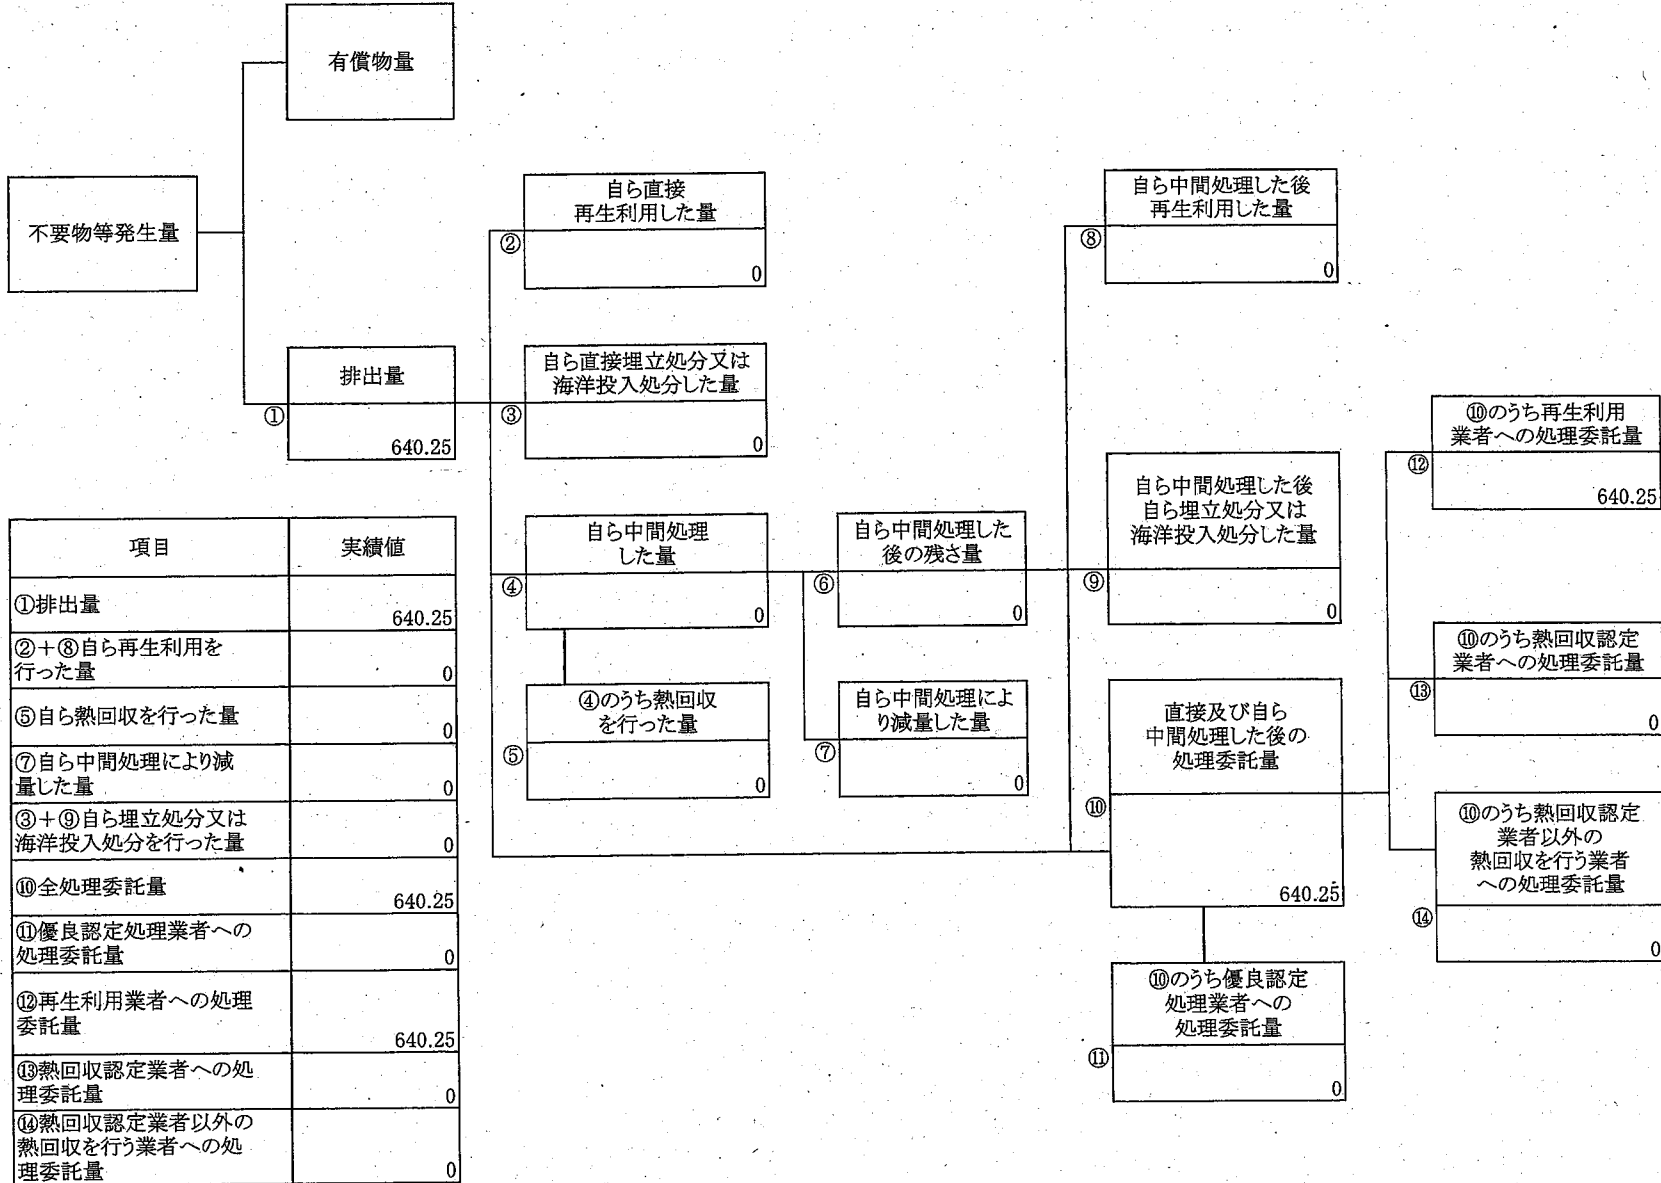 有償物量
不要物等発生量
排出量
①
640.25
自ら直接
再生利用した量
②
0
自ら直接埋立処分又は
海洋投入処分した量
③
0
自ら中間処理
した量
④
0
④のうち熱回収
を行った量
⑤
0
自ら中間処理した
後の残さ量
⑥
0
自ら中間処理によ
り減量した量
⑦
0
自ら中間処理した後
再生利用した量
⑧
0
自ら中間処理した後
自ら埋立処分又は
海洋投入処分した量
⑨
0
直接及び自ら
中間処理した後の
処理委託量
⑩
640.25
⑩のうち優良認定
処理業者への
処理委託量
⑪
0
⑩のうち再生利用
業者への処理委託量
⑫
640.25
⑩のうち熱回収認定
業者への処理委託量
⑬
0
⑩のうち熱回収認定
業者以外の
熱回収を行う業者
への処理委託量
⑭
0
項目 実績値
①排出量
640.25
②+⑧自ら再生利用を
行った量 0
⑤自ら熱回収を行った量
0
⑦自ら中間処理により減
量した量 0
③+⑨自ら埋立処分又は
海洋投入処分を行った量 0
⑩全処理委託量
640.25
⑪優良認定処理業者への
処理委託量 0
⑫再生利用業者への処理
委託量
640.25
⑬熱回収認定業者への処
理委託量 0
⑭熱回収認定業者以外の
熱回収を行う業者への処
理委託量 0